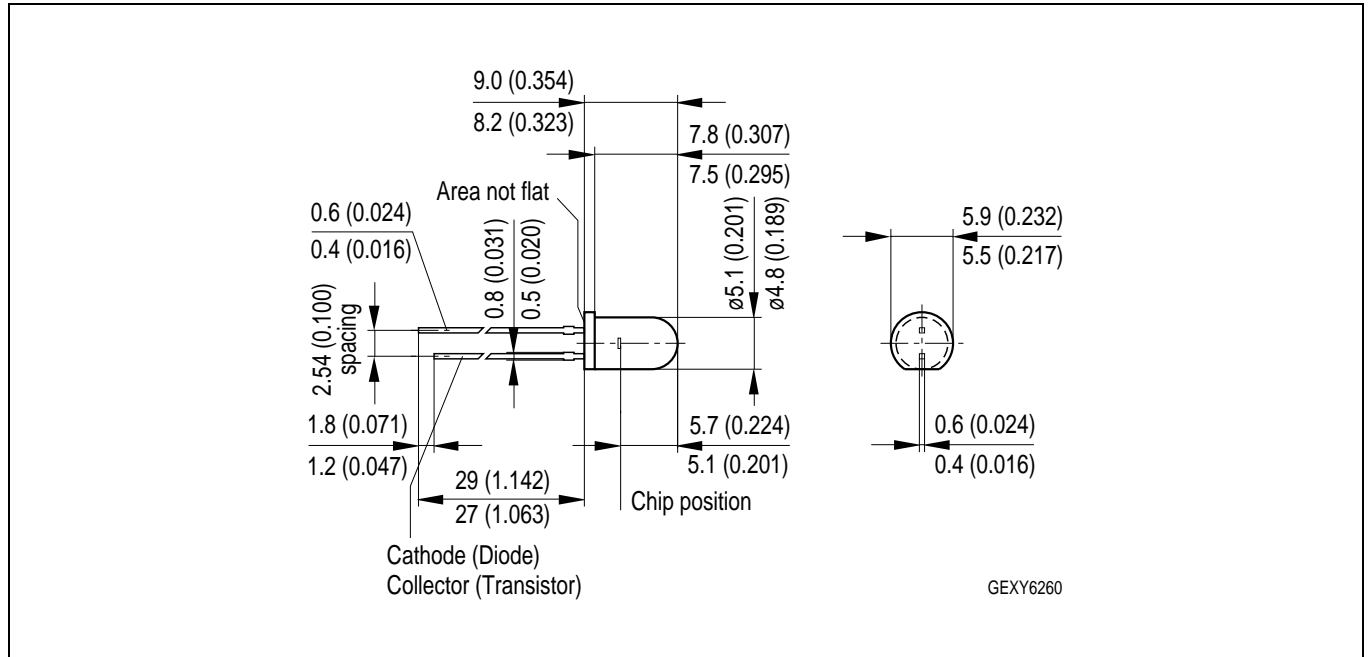 9.0 (0.354)
8.2 (0.323)
7.8 (0.307)
7.5 (0.295)
Area not flat
0.6 (0.024)
0.4 (0.016)
0.8 (0.031)
0.5 (0.020)
ø5.1 (0.201)
ø4.8 (0.189)
5.9 (0.232)
5.5 (0.217)
2.54 (0.100)
spacing
1.8 (0.071)
1.2 (0.047)
29 (1.142)
27 (1.063)
5.7 (0.224)
5.1 (0.201)
Chip position
0.6 (0.024)
0.4 (0.016)
Cathode (Diode)
Collector (Transistor)
GEXY6260